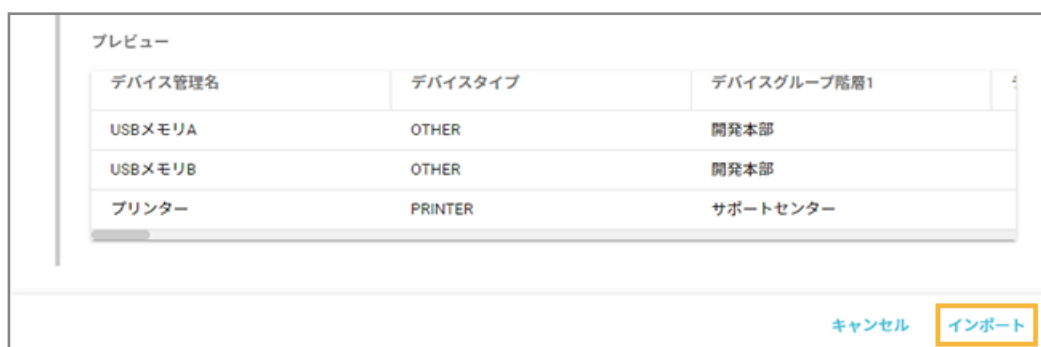 プレビュー
デバイス管理名 デバイスタイプ デバイスグループ階層1
USBメモリA OTHER 開発本部
USBメモリB OTHER 開発本部
プリンター PRINTER サポートセンター
キャンセル インポート